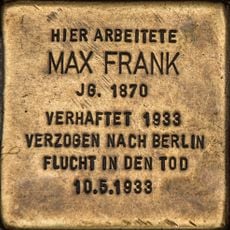 HIER ARBEITETE
MAX FRANK
JG. 1870
VERHAFTET 1933
VERZOGEN NACH BERLIN
FLUCHT IN DEN TOD
10.5.1933